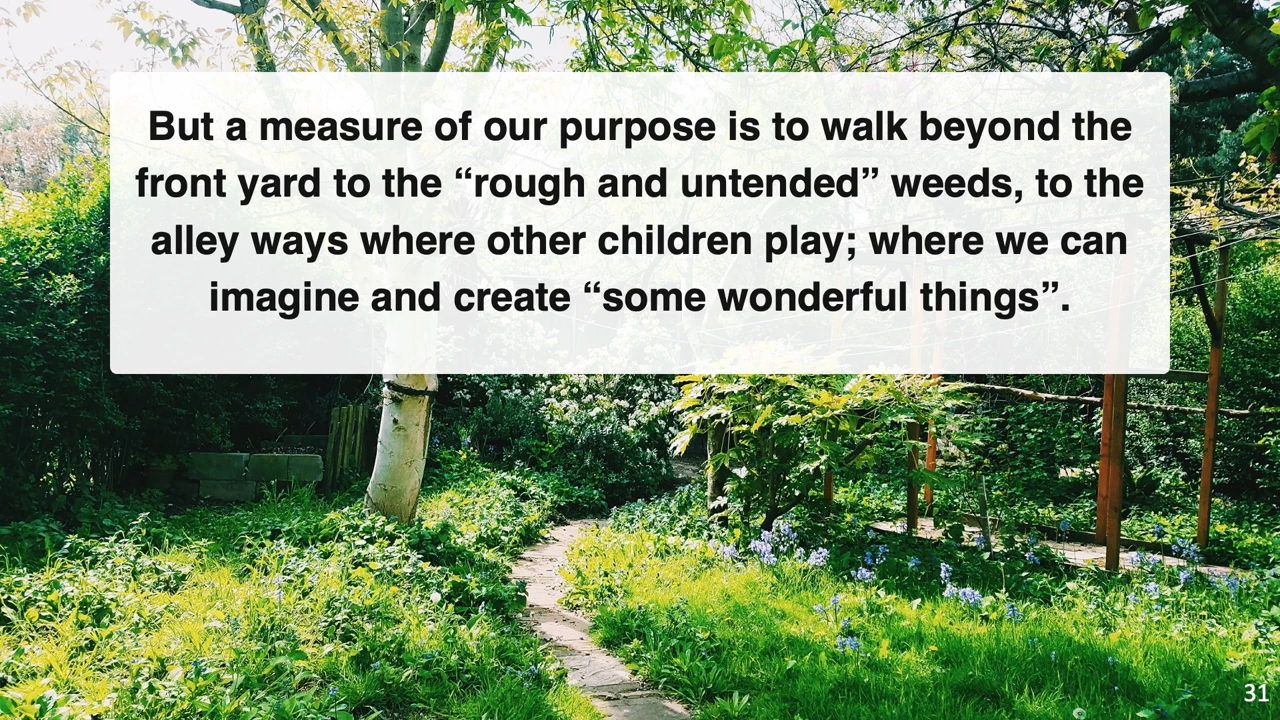 But a measure of our purpose is to walk beyond the
front yard to the “rough and untended” weeds, to the
alley ways where other children play; where we can
imagine and create “some wonderful things”.
31